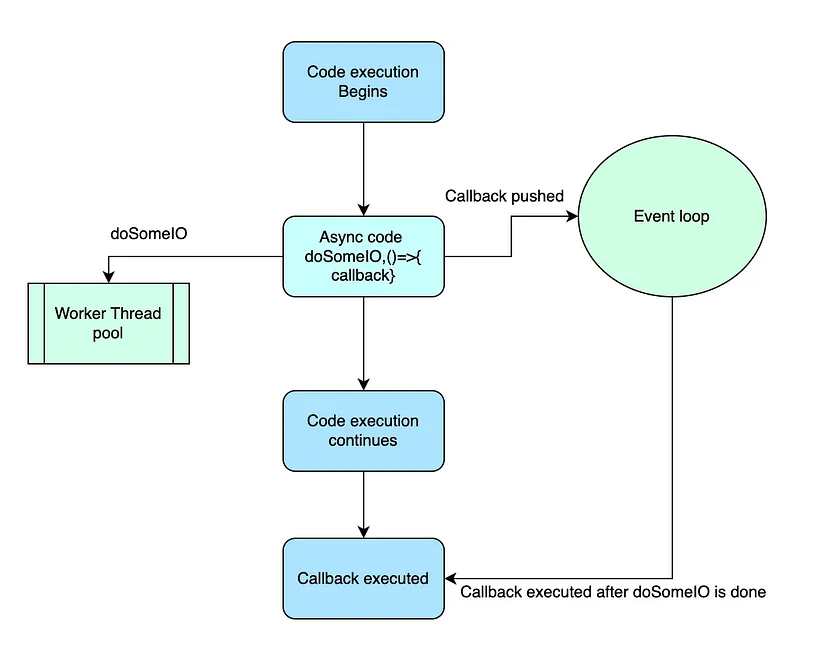 Code execution
Begins
Callback pushed
Event loop
doSomeIO
Async code
doSomeIO,()=>{
callback}
Worker Thread
pool
Code execution
continues
Callback executed
Callback executed after doSomeIO is done